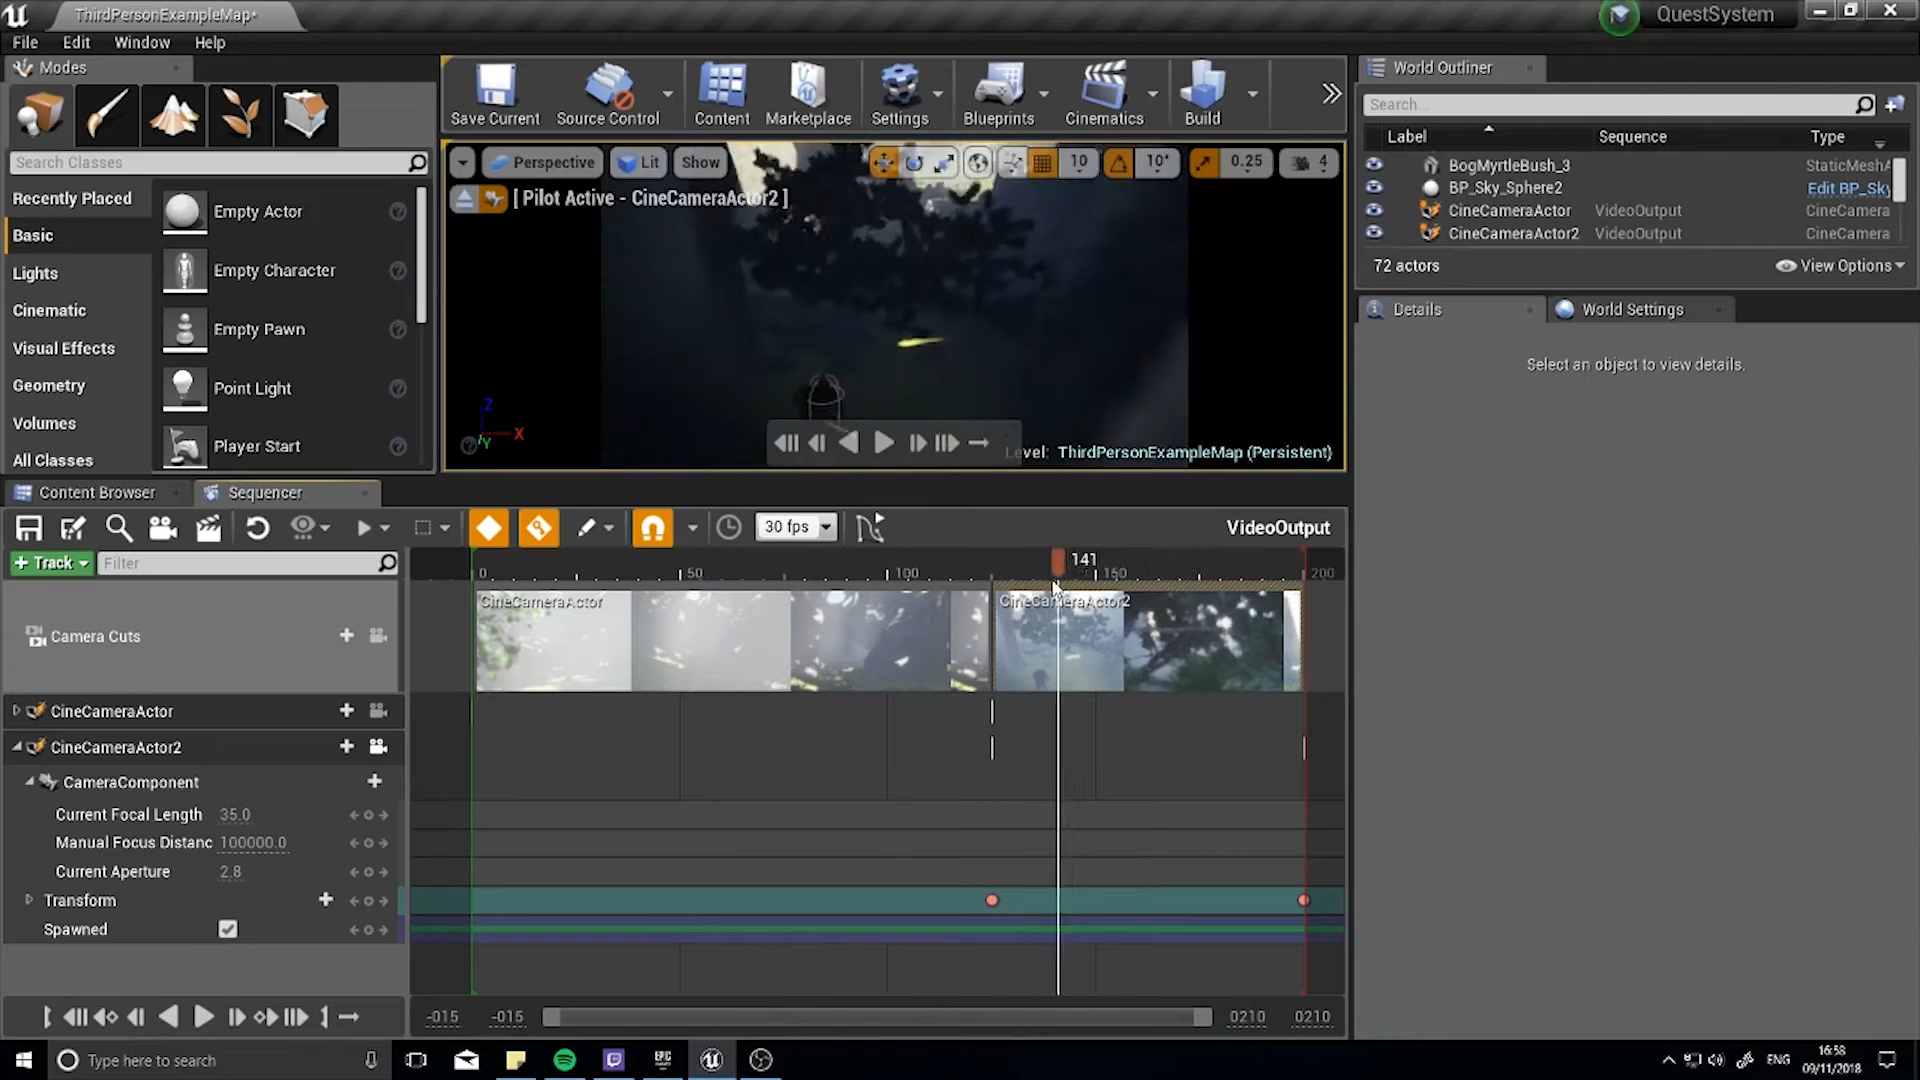 ThirdPersonExampleMap*
QuestSystem
File Edit Window Help
Modes
Search Classes
Recently Placed
Basic
Lights
Cinematic
Visual Effects
Geometry
Volumes
All Classes
Empty Actor
Empty Character
Empty Pawn
Point Light
Player Start
Save Current
Source Control
Content
Marketplace
Settings
Blueprints
Cinematics
Build
Perspective
Lit
Show
10
10°
0.25
4
[ Pilot Active - CineCameraActor2 ]
Z
X
Y
Level: ThirdPersonExampleMap (Persistent)
World Outliner
Search...
Label Sequence Type
BogMyrtleBush_3 StaticMeshA
BP_Sky_Sphere2 Edit BP_Sky
CineCameraActor VideoOutput CineCamera
CineCameraActor2 VideoOutput CineCamera
72 actors
View Options
Details
World Settings
Select an object to view details.
Content Browser
Sequencer
30 fps
VideoOutput
+ Track
Filter
0 50 100 141 150 200
CineCameraActor
CineCameraActor2
Camera Cuts
CineCameraActor
CineCameraActor2
CameraComponent
Current Focal Length 35.0
Manual Focus Distanc 100000.0
Current Aperture 2.8
Transform
Spawned
-015 -015 0210 0210
Type here to search
EPIC
ENG
16:58
09/11/2018